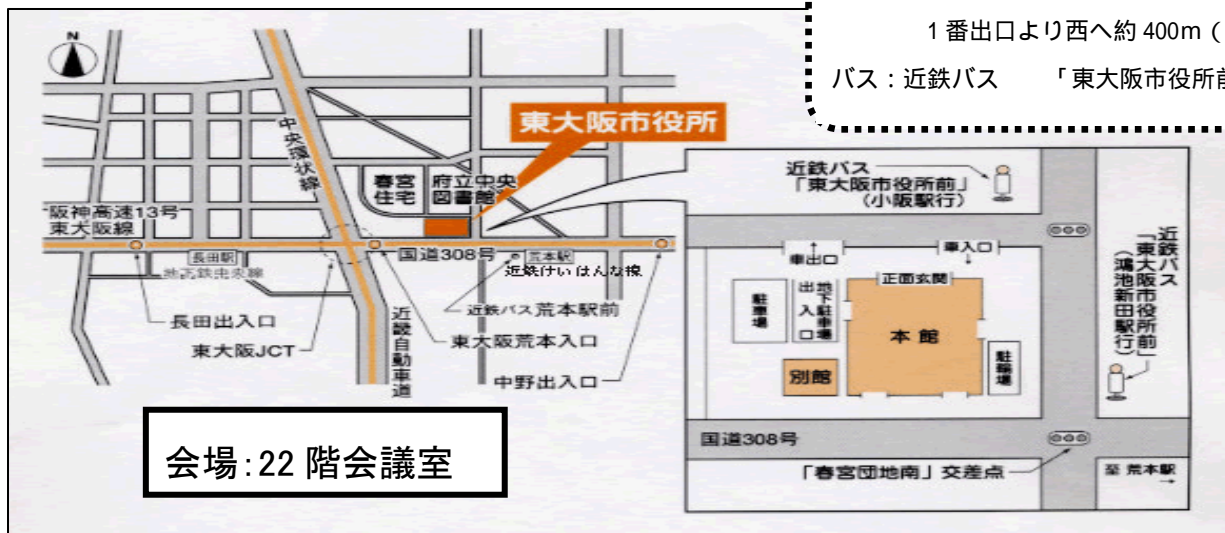 1番出口より西へ約400m（
バス：近鉄バス 「東大阪市役所前
N
東大阪市役所
中央環状線
春宮
住宅
府立中央
図書館
阪神高速13号
東大阪線
長田駅
地下鉄中央線
国道308号
荒本駅
近鉄けいはんな線
近鉄バス荒本駅前
長田出入口
東大阪JCT
東大阪荒本入口
中野出入口
近畿自動車道
会場：22階会議室
近鉄バス
「東大阪市役所前」
(小阪駅行)
車出口
車入口
正面玄関
駐車場
地下駐車場
出入口
本館
別館
駐輪場
近鉄バス
「東大阪市役所前」
(鴻池新田駅行)
国道308号
「春宮団地南」交差点
至 荒本駅
→